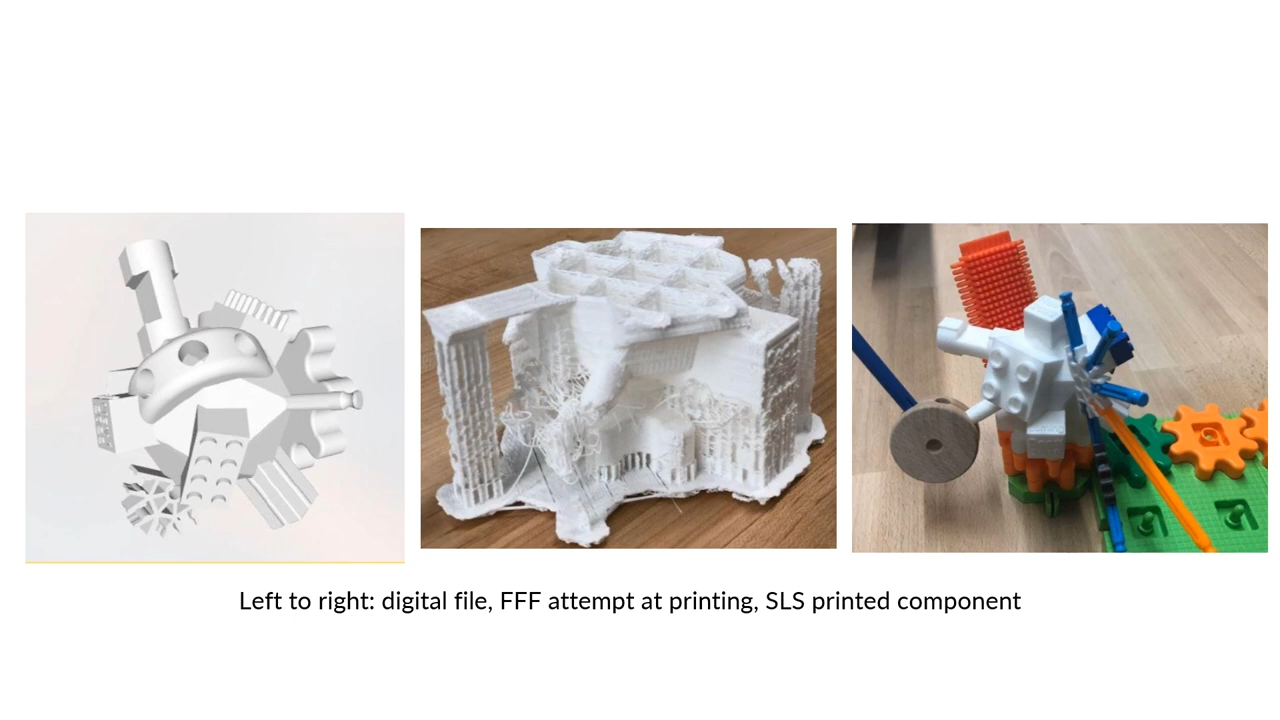 Left to right: digital file, FFF attempt at printing, SLS printed component